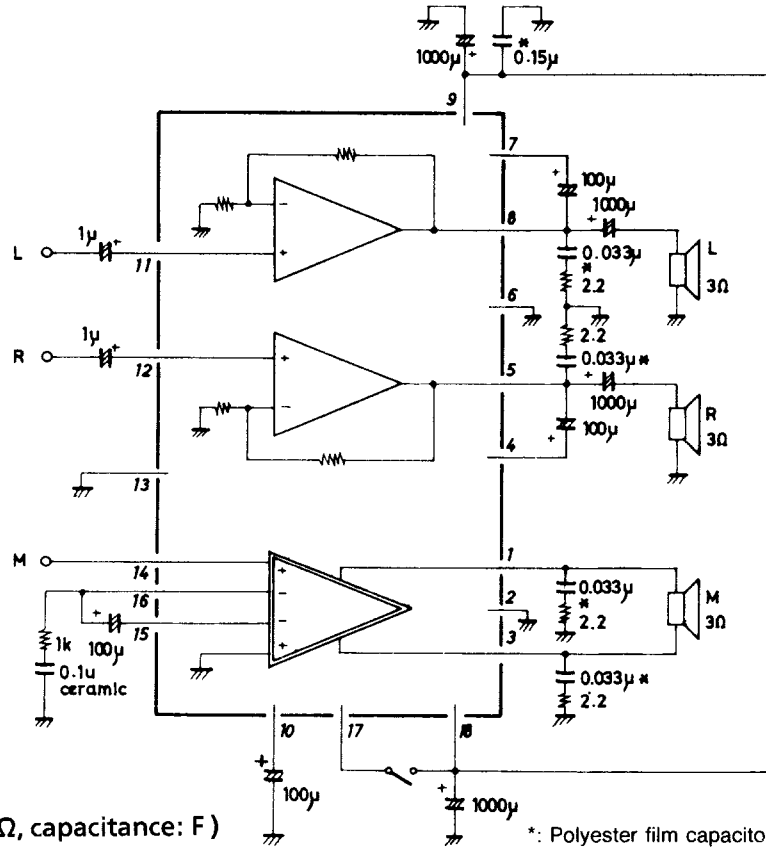 1000μ + * 0.15μ
9
7
+ 100μ
1000μ
+
8
−
+
L 1μ + 11
0.033μ
*
2.2
L
3Ω
6
2.2
R 1μ + 12
+
−
5
0.033μ*
+
1000μ
100μ
+
4
R
3Ω
13
M 14
16
+ 15
100μ
1k
0.1u
ceramic
+
−
−
+
1
0.033μ
*
2.2
2
3
M
3Ω
0.033μ*
2.2
10 17 18
+
100μ
+
1000μ
Ω, capacitance: F)
*: Polyester film capacito